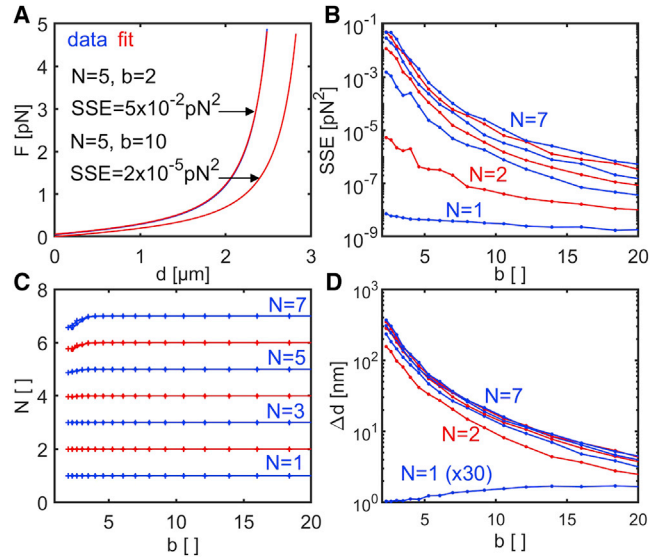 A
data fit
N=5, b=2
SSE=5x10⁻²pN²
N=5, b=10
SSE=2x10⁻⁵pN²
F [pN]
5
4
3
2
1
0
0 1 2 3
d [µm]
B
SSE [pN²]
10⁻¹
10⁻³
10⁻⁵
10⁻⁷
10⁻⁹
N=7
N=2
N=1
5 10 15 20
b [ ]
C
N [ ]
8
6
4
2
0
N=7
N=5
N=3
N=1
5 10 15 20
b [ ]
D
Δd [nm]
10³
10²
10¹
10⁰
N=7
N=2
N=1 (x30)
5 10 15 20
b [ ]